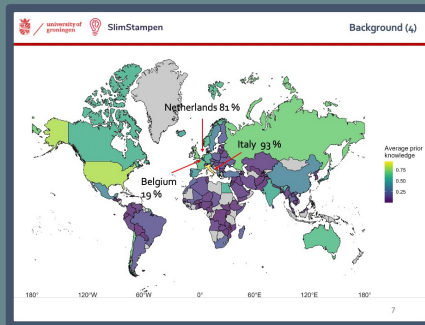 university of
groningen
SlimStampen
Background (4)
Netherlands 81 %
Italy 93 %
Belgium
19 %
Average prior
knowledge
0.75
0.50
0.25
180°
120°W
60°W
0°
60°E
120°E
180°
7